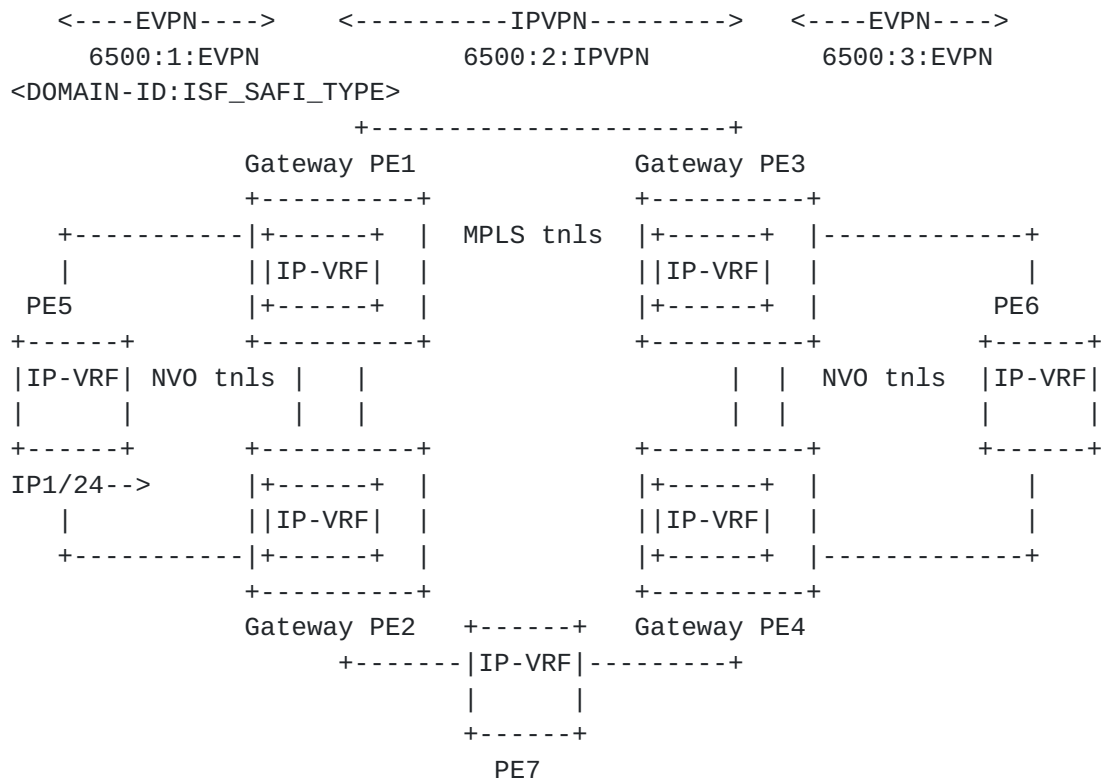 <----EVPN----> <----------IPVPN---------> <----EVPN---->
6500:1:EVPN 6500:2:IPVPN 6500:3:EVPN
<DOMAIN-ID:ISF_SAFI_TYPE>
Gateway PE1 Gateway PE3
MPLS tnls
IP-VRF IP-VRF
PE5 PE6
IP-VRF NVO tnls NVO tnls IP-VRF
IP1/24-->
IP-VRF IP-VRF
Gateway PE2 Gateway PE4
IP-VRF
PE7